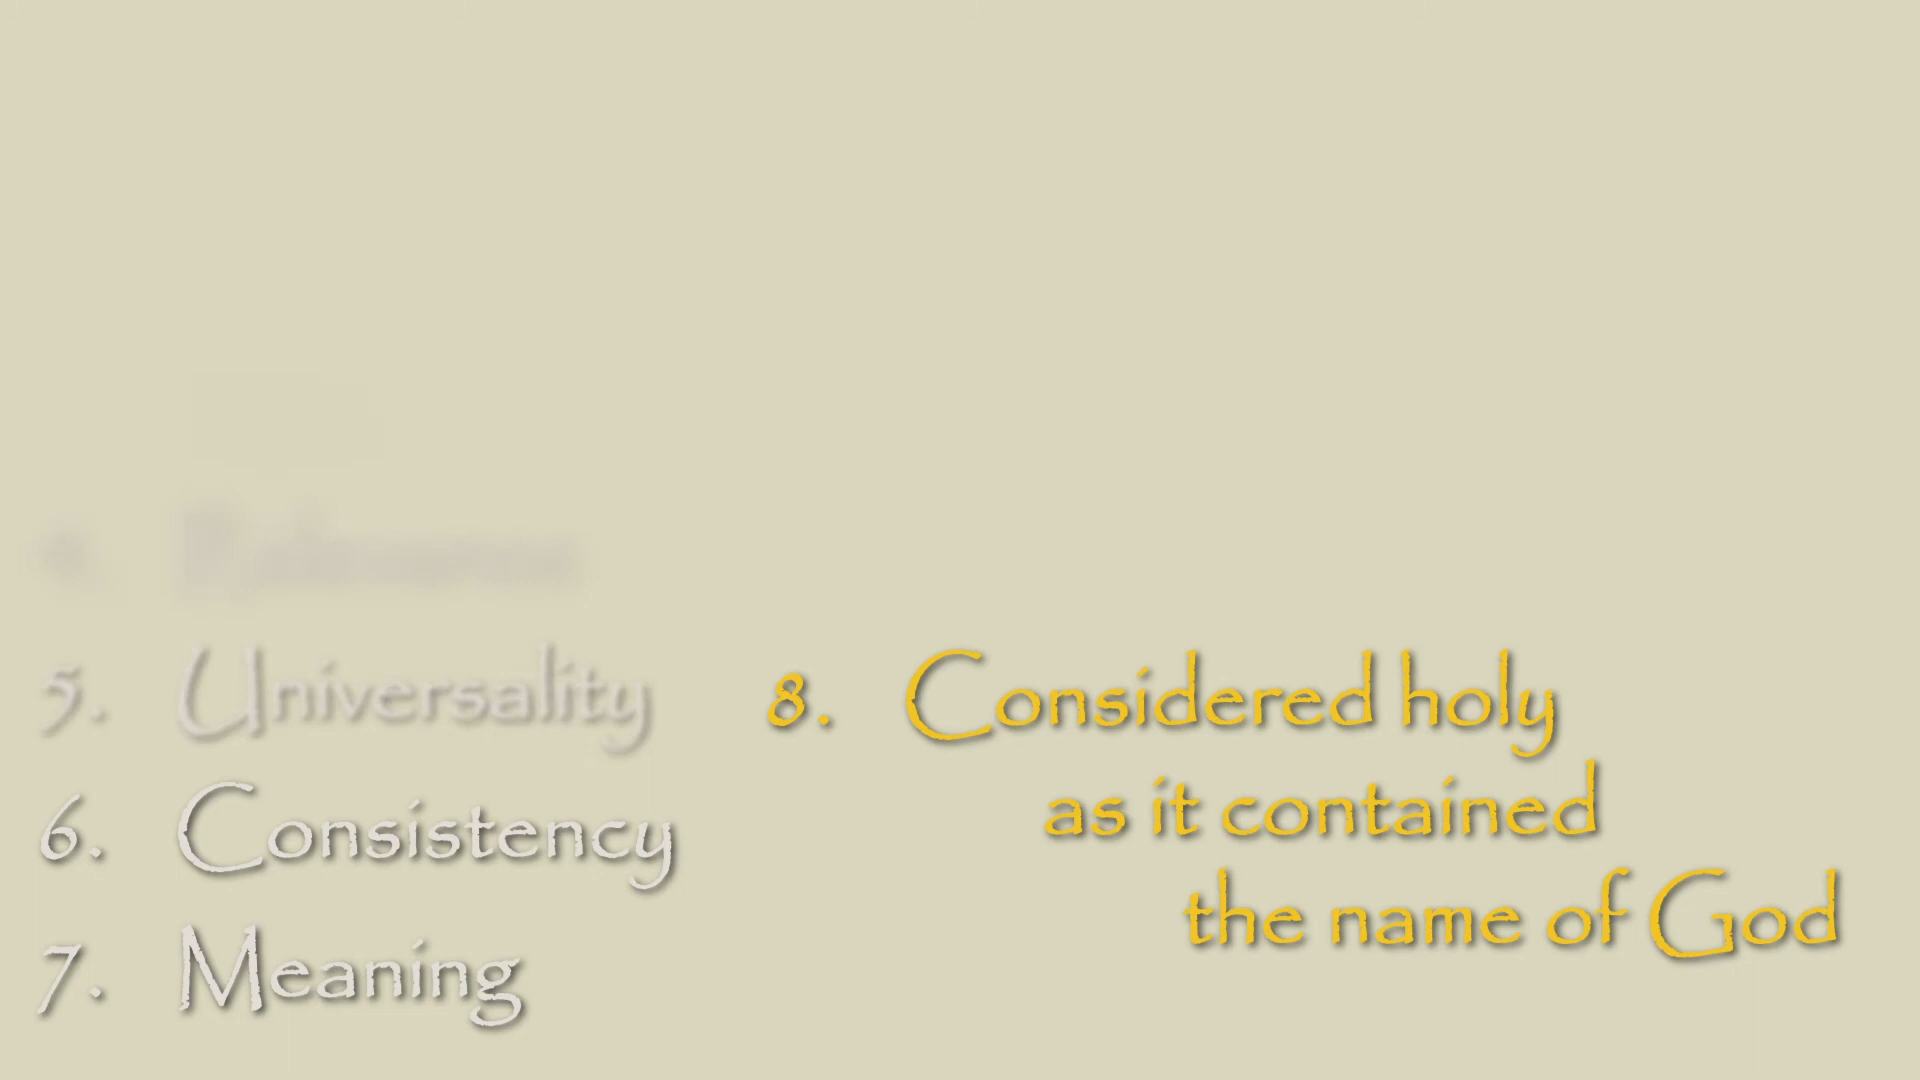 5. Universality
6. Consistency
7. Meaning
8. Considered holy
as it contained
the name of God